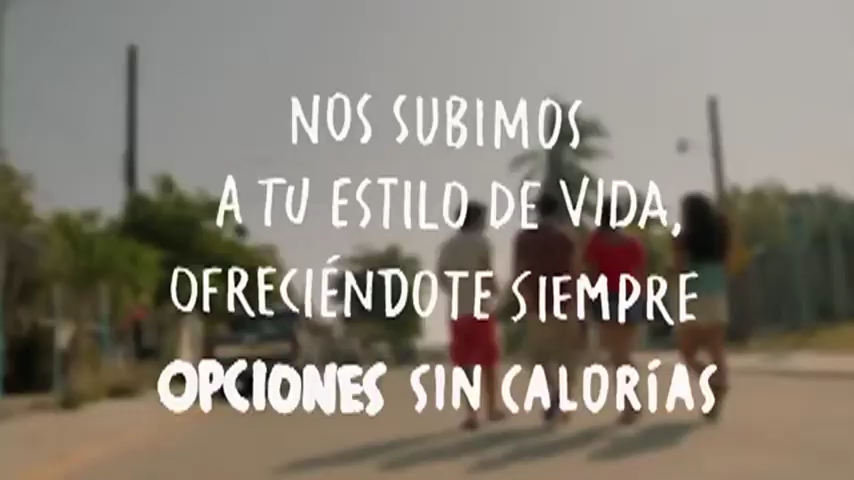 NOS SUBIMOS
A TU ESTILO DE VIDA,
OFRECIÉNDOTE SIEMPRE
OPCIONES SIN CALORÍAS